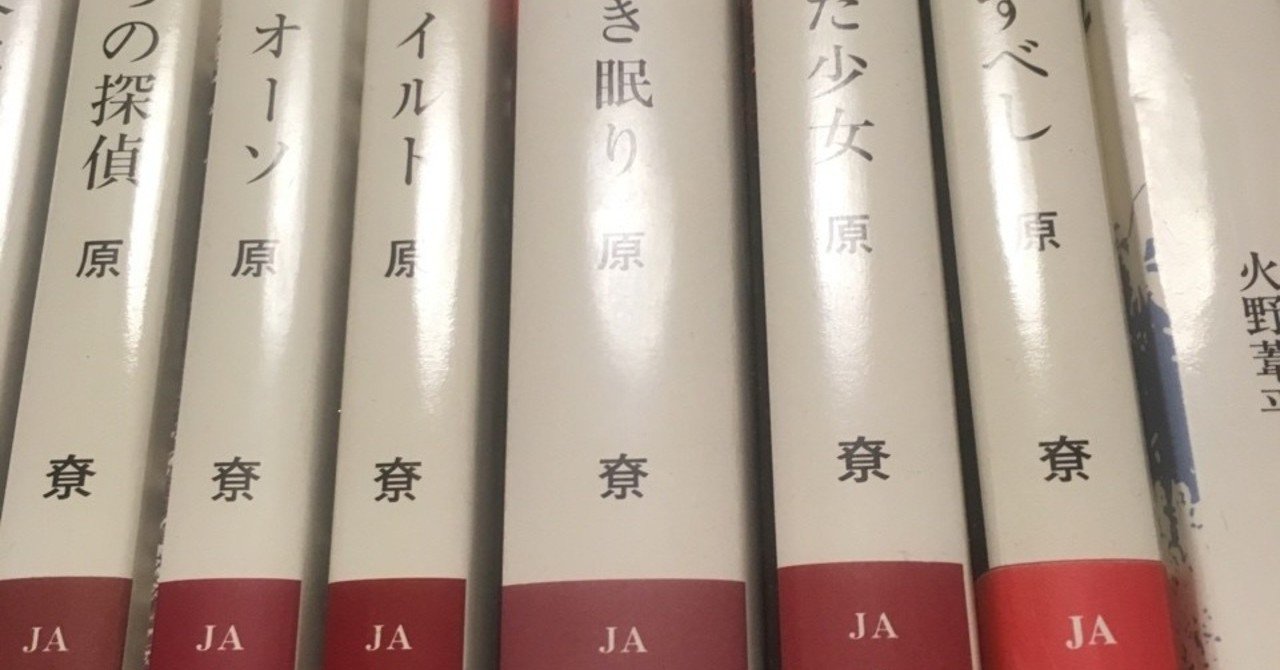 の探偵 原 尞
JA
オーソ 原 尞
JA
イルト 原 尞
JA
き眠り 原 尞
JA
た少女 原 尞
JA
すべし 原 尞
JA
火野葦平